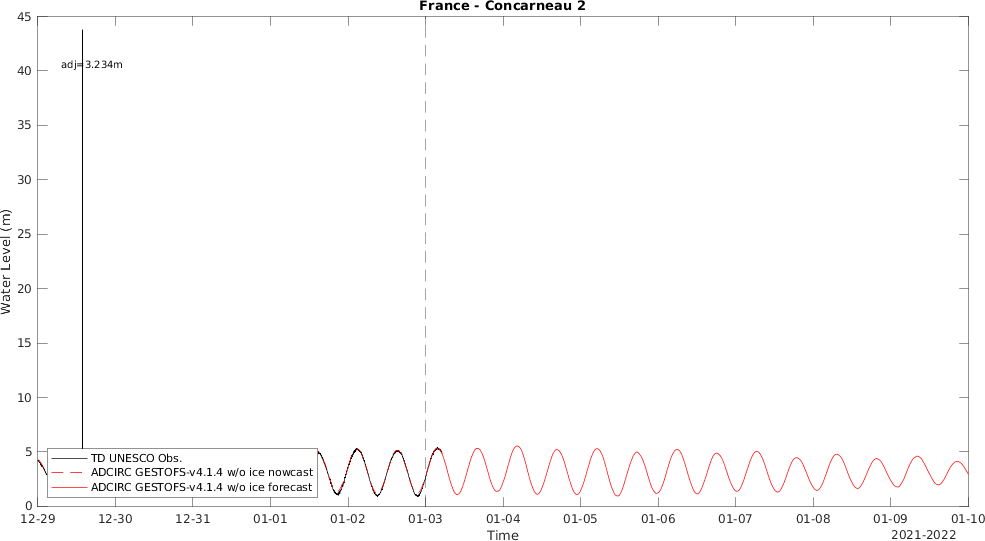 France - Concarneau 2
45
40
35
30
25
20
15
10
5
0
Water Level (m)
adj=3.234m
TD UNESCO Obs.
ADCIRC GESTOFS-v4.1.4 w/o ice nowcast
ADCIRC GESTOFS-v4.1.4 w/o ice forecast
12-29 12-30 12-31 01-01 01-02 01-03 01-04 01-05 01-06 01-07 01-08 01-09 01-10
Time
2021-2022